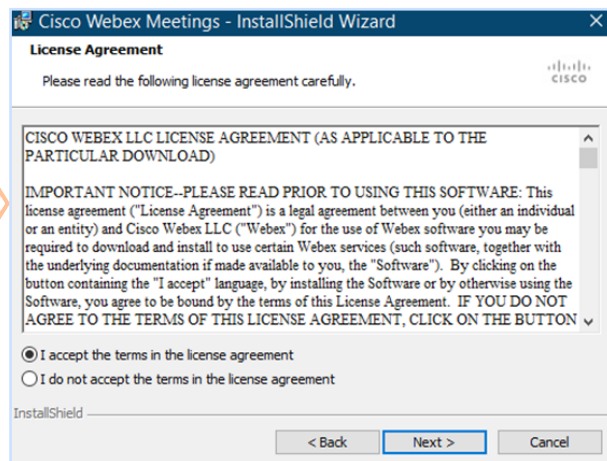 Cisco Webex Meetings - InstallShield Wizard
License Agreement
Please read the following license agreement carefully.
CISCO
CISCO WEBEX LLC LICENSE AGREEMENT (AS APPLICABLE TO THE
PARTICULAR DOWNLOAD)
IMPORTANT NOTICE--PLEASE READ PRIOR TO USING THIS SOFTWARE: This
license agreement ("License Agreement") is a legal agreement between you (either an individual
or an entity) and Cisco Webex LLC ("Webex") for the use of Webex software you may be
required to download and install to use certain Webex services (such software, together with
the underlying documentation if made available to you, the "Software").  By clicking on the
button containing the "I accept" language, by installing the Software or by otherwise using the
Software, you agree to be bound by the terms of this License Agreement.  IF YOU DO NOT
AGREE TO THE TERMS OF THIS LICENSE AGREEMENT, CLICK ON THE BUTTON
I accept the terms in the license agreement
I do not accept the terms in the license agreement
InstallShield
< Back Next > Cancel